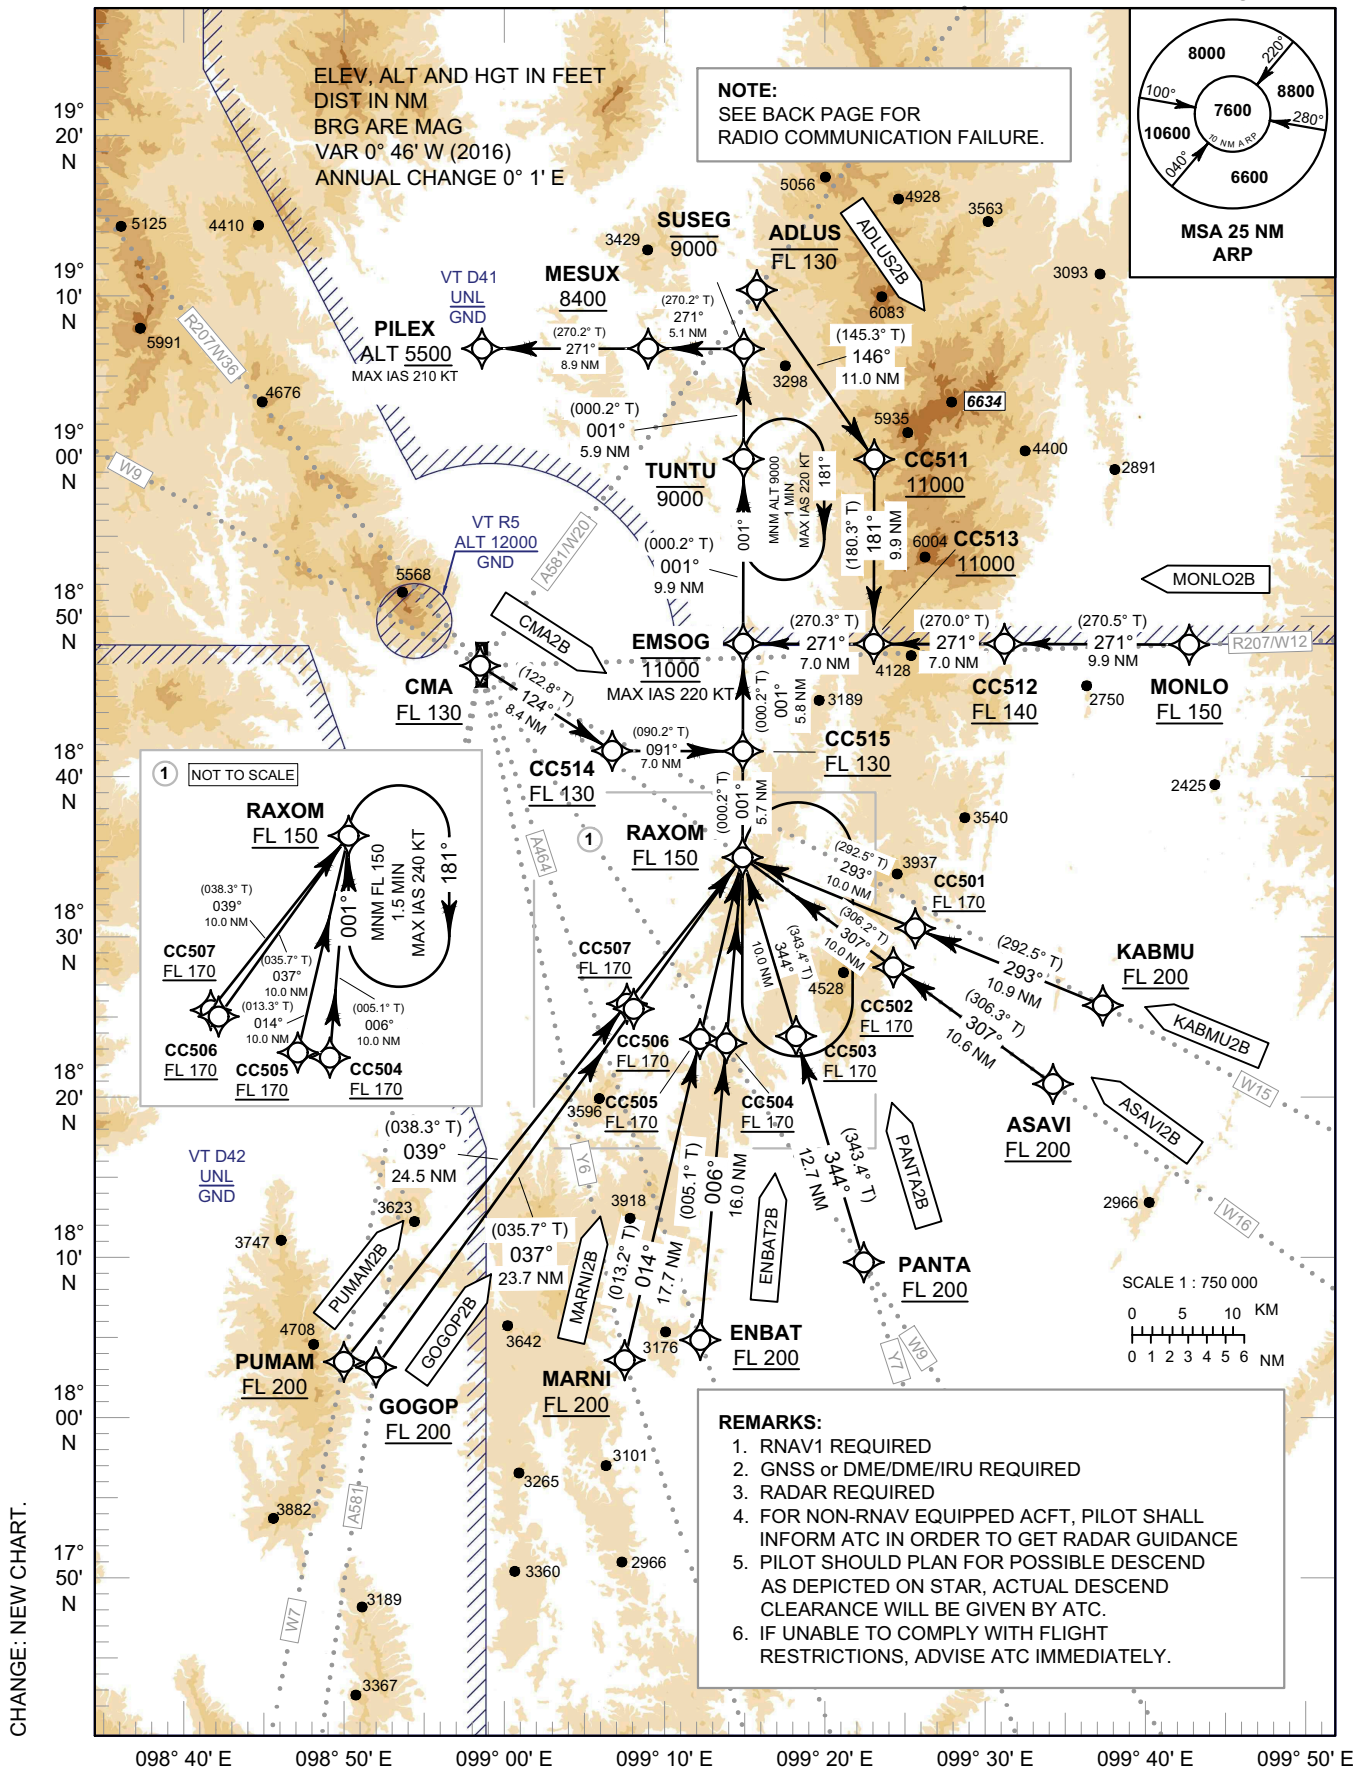 ELEV, ALT AND HGT IN FEET
DIST IN NM
BRG ARE MAG
VAR 0° 46' W (2016)
ANNUAL CHANGE 0° 1' E
NOTE:
SEE BACK PAGE FOR
RADIO COMMUNICATION FAILURE.
8000
220°
100°
8800
7600
280°
10600
10 NM ARP
040°
6600
MSA 25 NM
ARP
19°
20'
N
19°
10'
N
19°
00'
N
18°
50'
N
18°
40'
N
18°
30'
N
18°
20'
N
18°
10'
N
18°
00'
N
17°
50'
N
5125
4410
5991
R207/W36
4676
W9
3429
5056
4928
3563
3093
6083
3298
5935
6634
4400
2891
6004
5568
4128
3189
2750
2425
3540
3937
4528
3596
3918
3623
3747
4708
3642
3176
2966
3101
3265
3882
3360
2966
3189
3367
VT D41
UNL
GND
VT R5
ALT 12000
GND
VT D42
UNL
GND
SUSEG
9000
ADLUS
FL 130
ADLUS2B
MESUX
8400
PILEX
ALT 5500
MAX IAS 210 KT
(270.2° T)
271°
5.1 NM
(270.2° T)
271°
8.9 NM
(145.3° T)
146°
11.0 NM
(000.2° T)
001°
5.9 NM
TUNTU
9000
001°
MNM ALT 9000
1 MIN
MAX IAS 220 KT
181°
CC511
11000
(180.3° T)
181°
9.9 NM
CC513
11000
(000.2° T)
001°
9.9 NM
A581/W20
MONLO2B
CMA2B
EMSOG
11000
MAX IAS 220 KT
(270.3° T)
271°
7.0 NM
(270.0° T)
271°
7.0 NM
(270.5° T)
271°
9.9 NM
R207/W12
CMA
FL 130
(122.8° T)
124°
8.4 NM
(090.2° T)
091°
7.0 NM
(000.2° T)
001°
5.8 NM
CC512
FL 140
MONLO
FL 150
CC514
FL 130
CC515
FL 130
1
NOT TO SCALE
RAXOM
FL 150
001°
MNM FL 150
1.5 MIN
MAX IAS 240 KT
181°
(038.3° T)
039°
10.0 NM
CC507
FL 170
(035.7° T)
037°
10.0 NM
(013.3° T)
014°
10.0 NM
(005.1° T)
006°
10.0 NM
CC506
FL 170
CC505
FL 170
CC504
FL 170
A464
1
RAXOM
FL 150
(000.2° T)
001°
5.7 NM
(292.5° T)
293°
10.0 NM
CC501
FL 170
(306.2° T)
307°
10.0 NM
(343.4° T)
344°
10.0 NM
CC507
FL 170
CC506
FL 170
CC505
FL 170
CC504
FL 170
CC503
FL 170
CC502
FL 170
(292.5° T)
293°
10.9 NM
KABMU
FL 200
KABMU2B
W15
(306.3° T)
307°
10.6 NM
ASAVI
FL 200
ASAVI2B
W16
(038.3° T)
039°
24.5 NM
(035.7° T)
037°
23.7 NM
Y6
(013.2° T)
014°
17.7 NM
(005.1° T)
006°
16.0 NM
(343.4° T)
344°
12.7 NM
PUMAM2B
GOGOP2B
MARNI2B
ENBAT2B
PANTA2B
PANTA
FL 200
ENBAT
FL 200
MARNI
FL 200
PUMAM
FL 200
GOGOP
FL 200
Y7
W9
A581
W7
SCALE 1 : 750 000
0 5 10 KM
0 1 2 3 4 5 6 NM
REMARKS:
1. RNAV1 REQUIRED
2. GNSS or DME/DME/IRU REQUIRED
3. RADAR REQUIRED
4. FOR NON-RNAV EQUIPPED ACFT, PILOT SHALL
INFORM ATC IN ORDER TO GET RADAR GUIDANCE
5. PILOT SHOULD PLAN FOR POSSIBLE DESCEND
AS DEPICTED ON STAR, ACTUAL DESCEND
CLEARANCE WILL BE GIVEN BY ATC.
6. IF UNABLE TO COMPLY WITH FLIGHT
RESTRICTIONS, ADVISE ATC IMMEDIATELY.
CHANGE: NEW CHART.
098° 40' E
098° 50' E
099° 00' E
099° 10' E
099° 20' E
099° 30' E
099° 40' E
099° 50' E